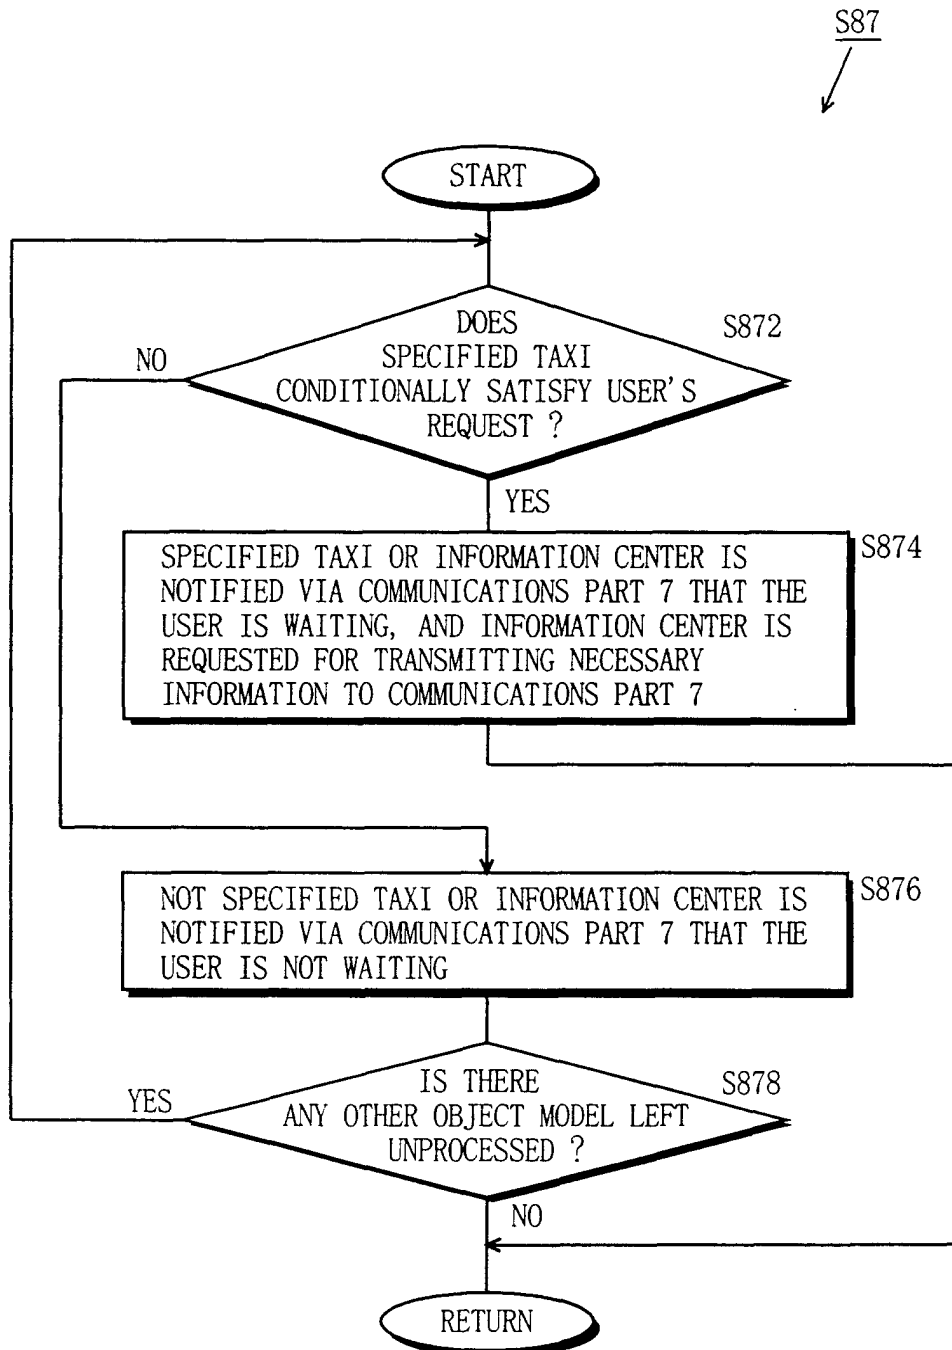 S87
START
DOES
SPECIFIED TAXI
CONDITIONALLY SATISFY USER'S
REQUEST ?
S872
NO
YES
SPECIFIED TAXI OR INFORMATION CENTER IS
NOTIFIED VIA COMMUNICATIONS PART 7 THAT THE
USER IS WAITING, AND INFORMATION CENTER IS
REQUESTED FOR TRANSMITTING NECESSARY
INFORMATION TO COMMUNICATIONS PART 7
S874
NOT SPECIFIED TAXI OR INFORMATION CENTER IS
NOTIFIED VIA COMMUNICATIONS PART 7 THAT THE
USER IS NOT WAITING
S876
IS THERE
ANY OTHER OBJECT MODEL LEFT
UNPROCESSED ?
S878
YES
NO
RETURN